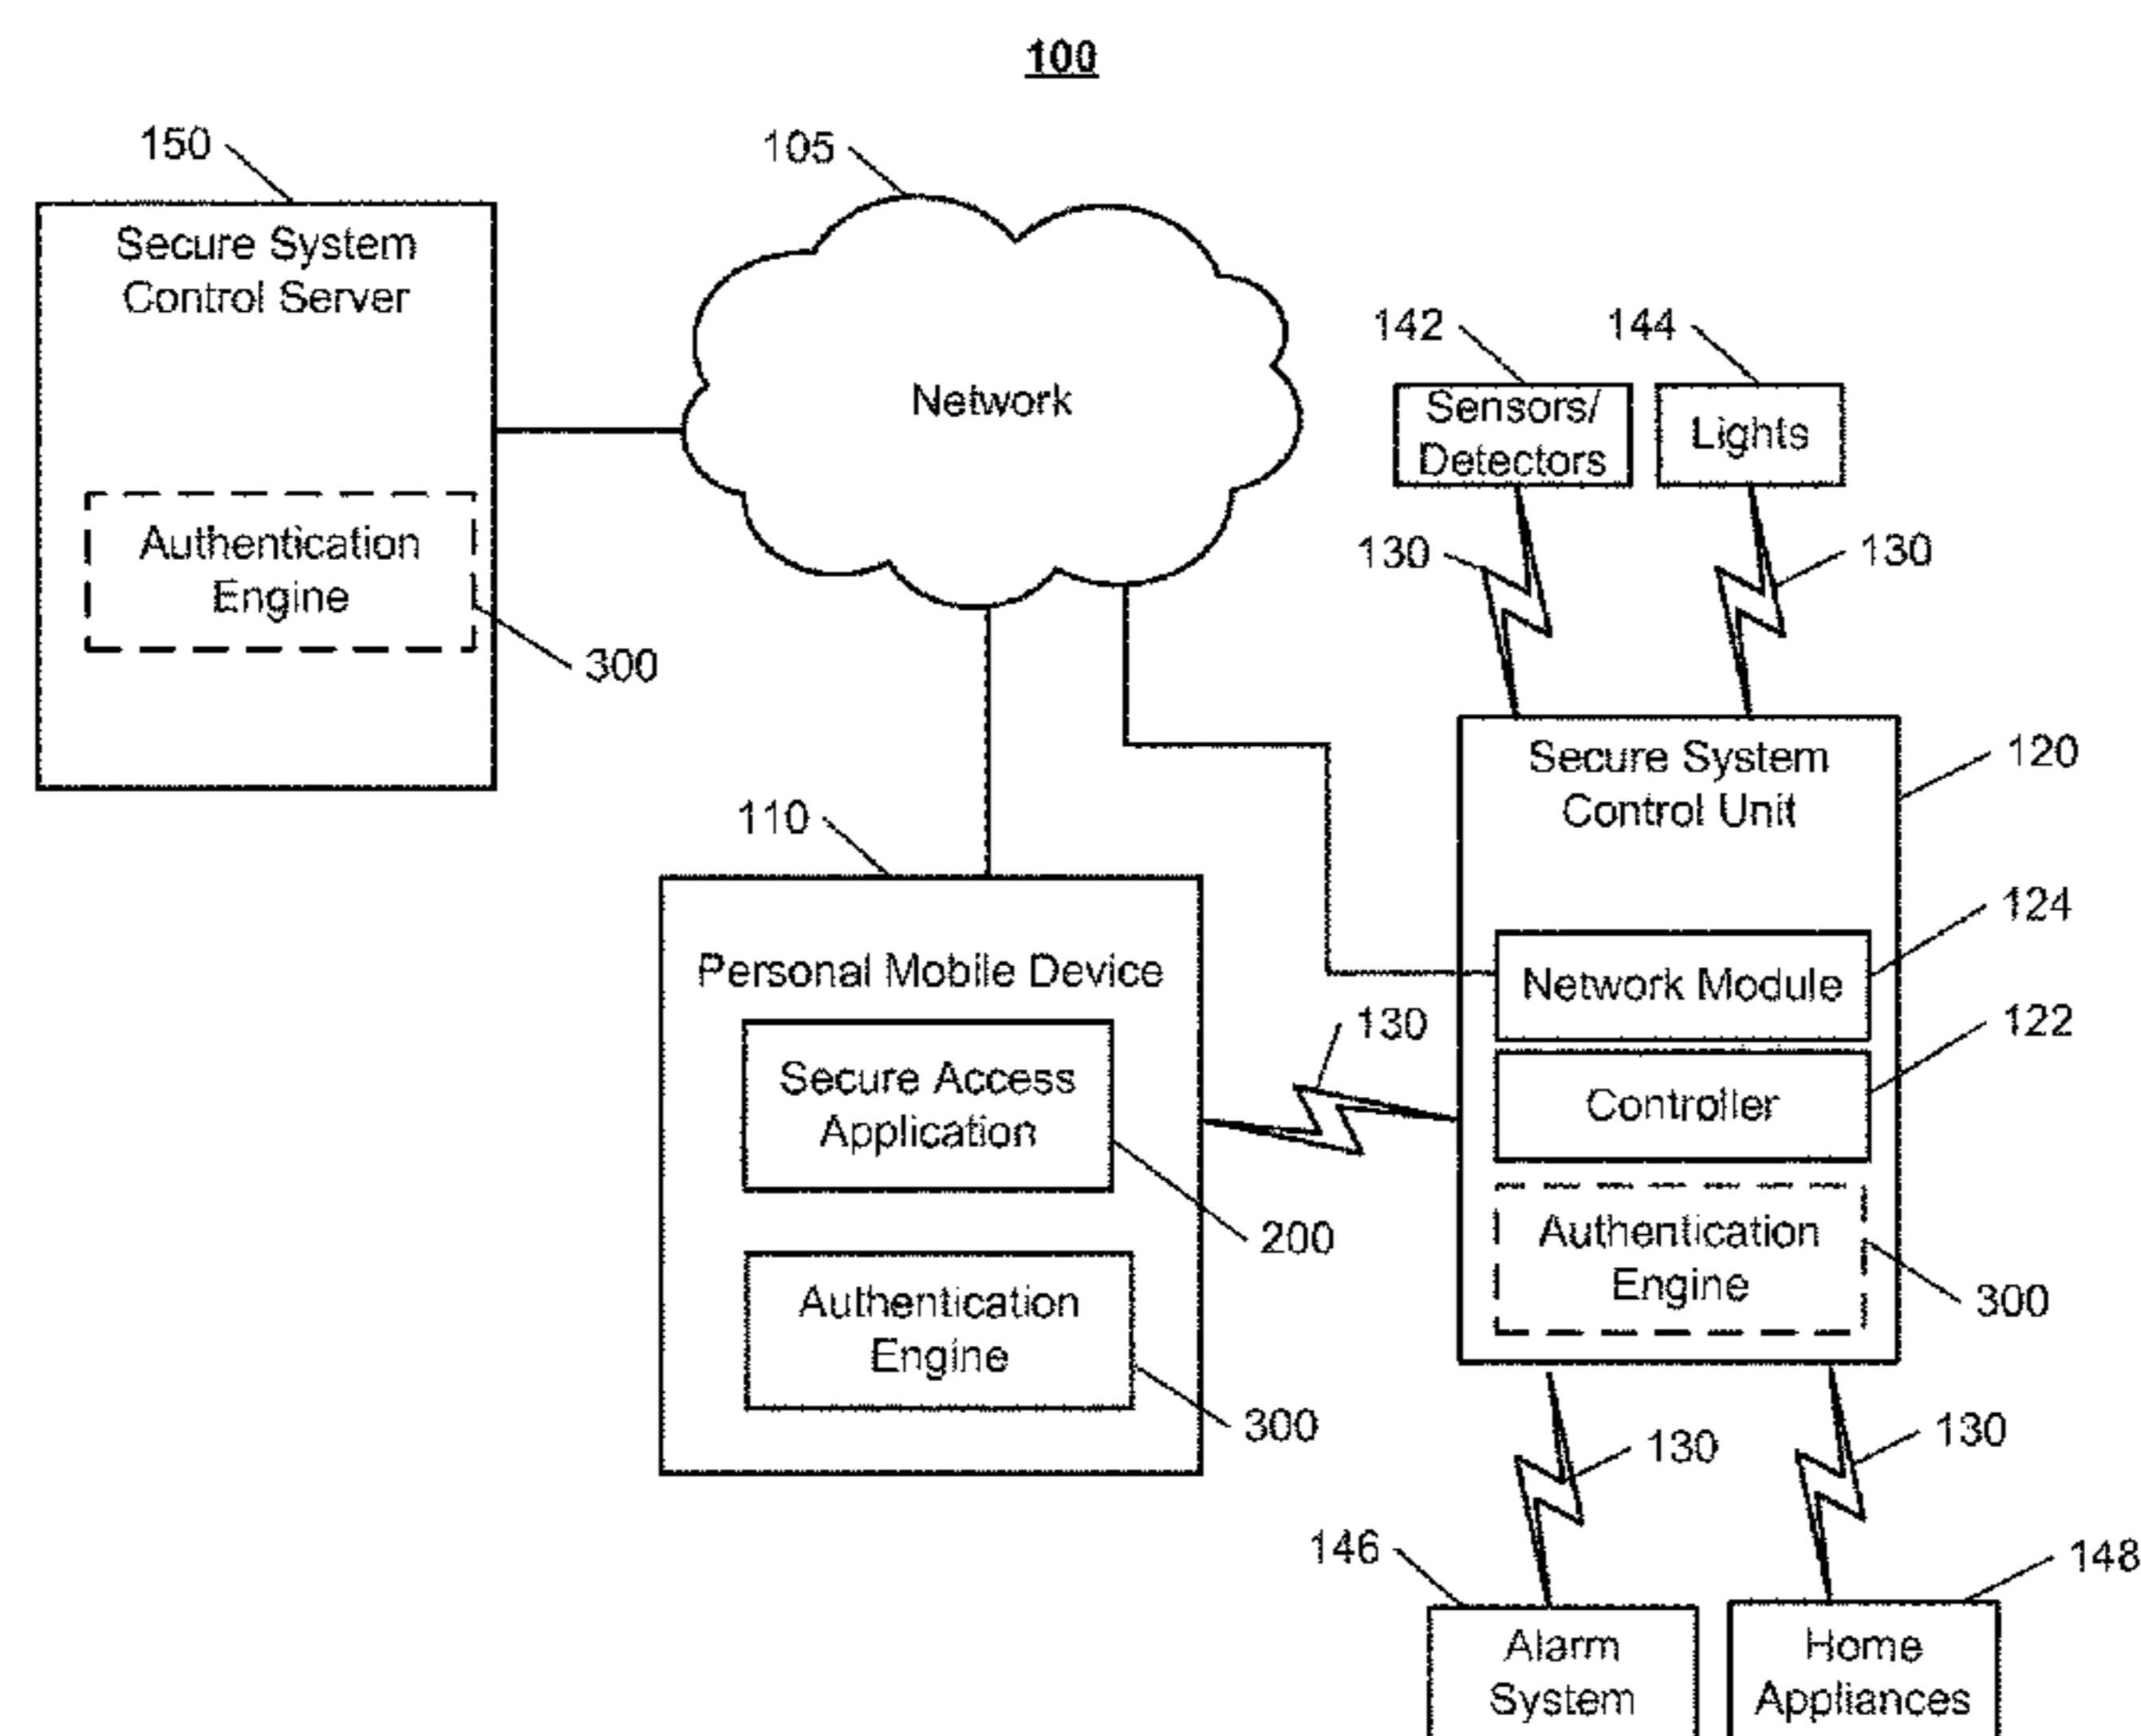 100
150
105
Secure System
Control Server
Network
142
144
Sensors/
Detectors
Lights
130
130
Authentication
Engine
300
Secure System
Control Unit
120
110
124
Personal Mobile Device
Network Module
130
122
Secure Access
Application
Controller
200
Authentication
Engine
300
Authentication
Engine
300
130
130
146
148
Alarm
System
Home
Appliances